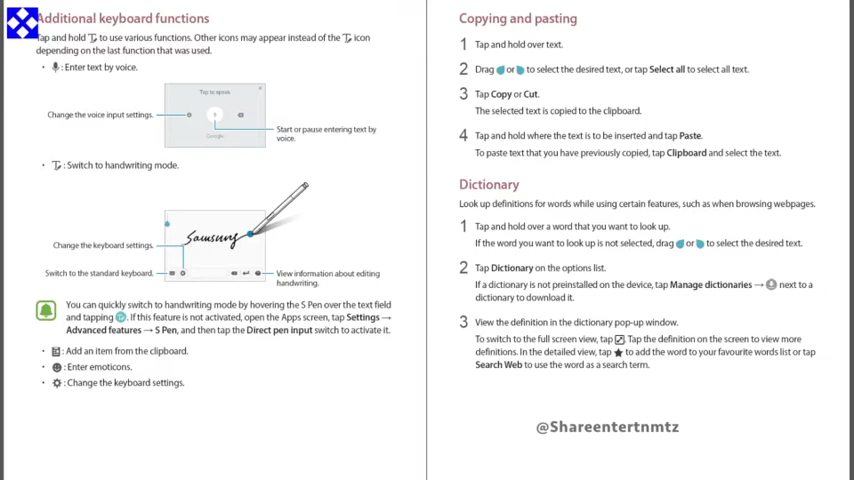 Additional keyboard functions
Tap and hold to use various functions. Other icons may appear instead of the icon
depending on the last function that was used.
• : Enter text by voice.
Tap to speak
Change the voice input settings.
Google
Start or pause entering text by
voice.
• : Switch to handwriting mode.
Samsung
Change the keyboard settings.
Switch to the standard keyboard.
View information about editing
handwriting.
You can quickly switch to handwriting mode by hovering the S Pen over the text field
and tapping . If this feature is not activated, open the Apps screen, tap Settings →
Advanced features → S Pen, and then tap the Direct pen input switch to activate it.
• : Add an item from the clipboard.
• : Enter emoticons.
• : Change the keyboard settings.
Copying and pasting
1 Tap and hold over text.
2 Drag or to select the desired text, or tap Select all to select all text.
3 Tap Copy or Cut.
The selected text is copied to the clipboard.
4 Tap and hold where the text is to be inserted and tap Paste.
To paste text that you have previously copied, tap Clipboard and select the text.
Dictionary
Look up definitions for words while using certain features, such as when browsing webpages.
1 Tap and hold over a word that you want to look up.
If the word you want to look up is not selected, drag or to select the desired text.
2 Tap Dictionary on the options list.
If a dictionary is not preinstalled on the device, tap Manage dictionaries → next to a
dictionary to download it.
3 View the definition in the dictionary pop-up window.
To switch to the full screen view, tap . Tap the definition on the screen to view more
definitions. In the detailed view, tap ★ to add the word to your favourite words list or tap
Search Web to use the word as a search term.
@Shareentertnmtz